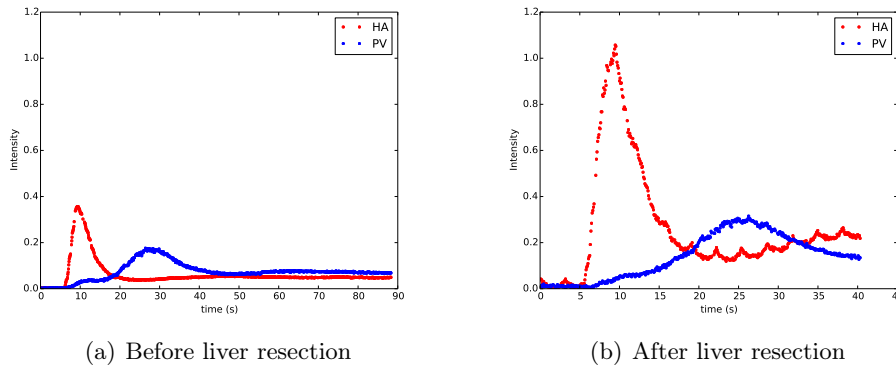 1.2
1.0
0.8
0.6
0.4
0.2
0.0
Intensity
0 10 20 30 40 50 60 70 80 90
time (s)
HA
PV
(a) Before liver resection
1.2
1.0
0.8
0.6
0.4
0.2
0.0
Intensity
0 5 10 15 20 25 30 35 40 45
time (s)
HA
PV
(b) After liver resection